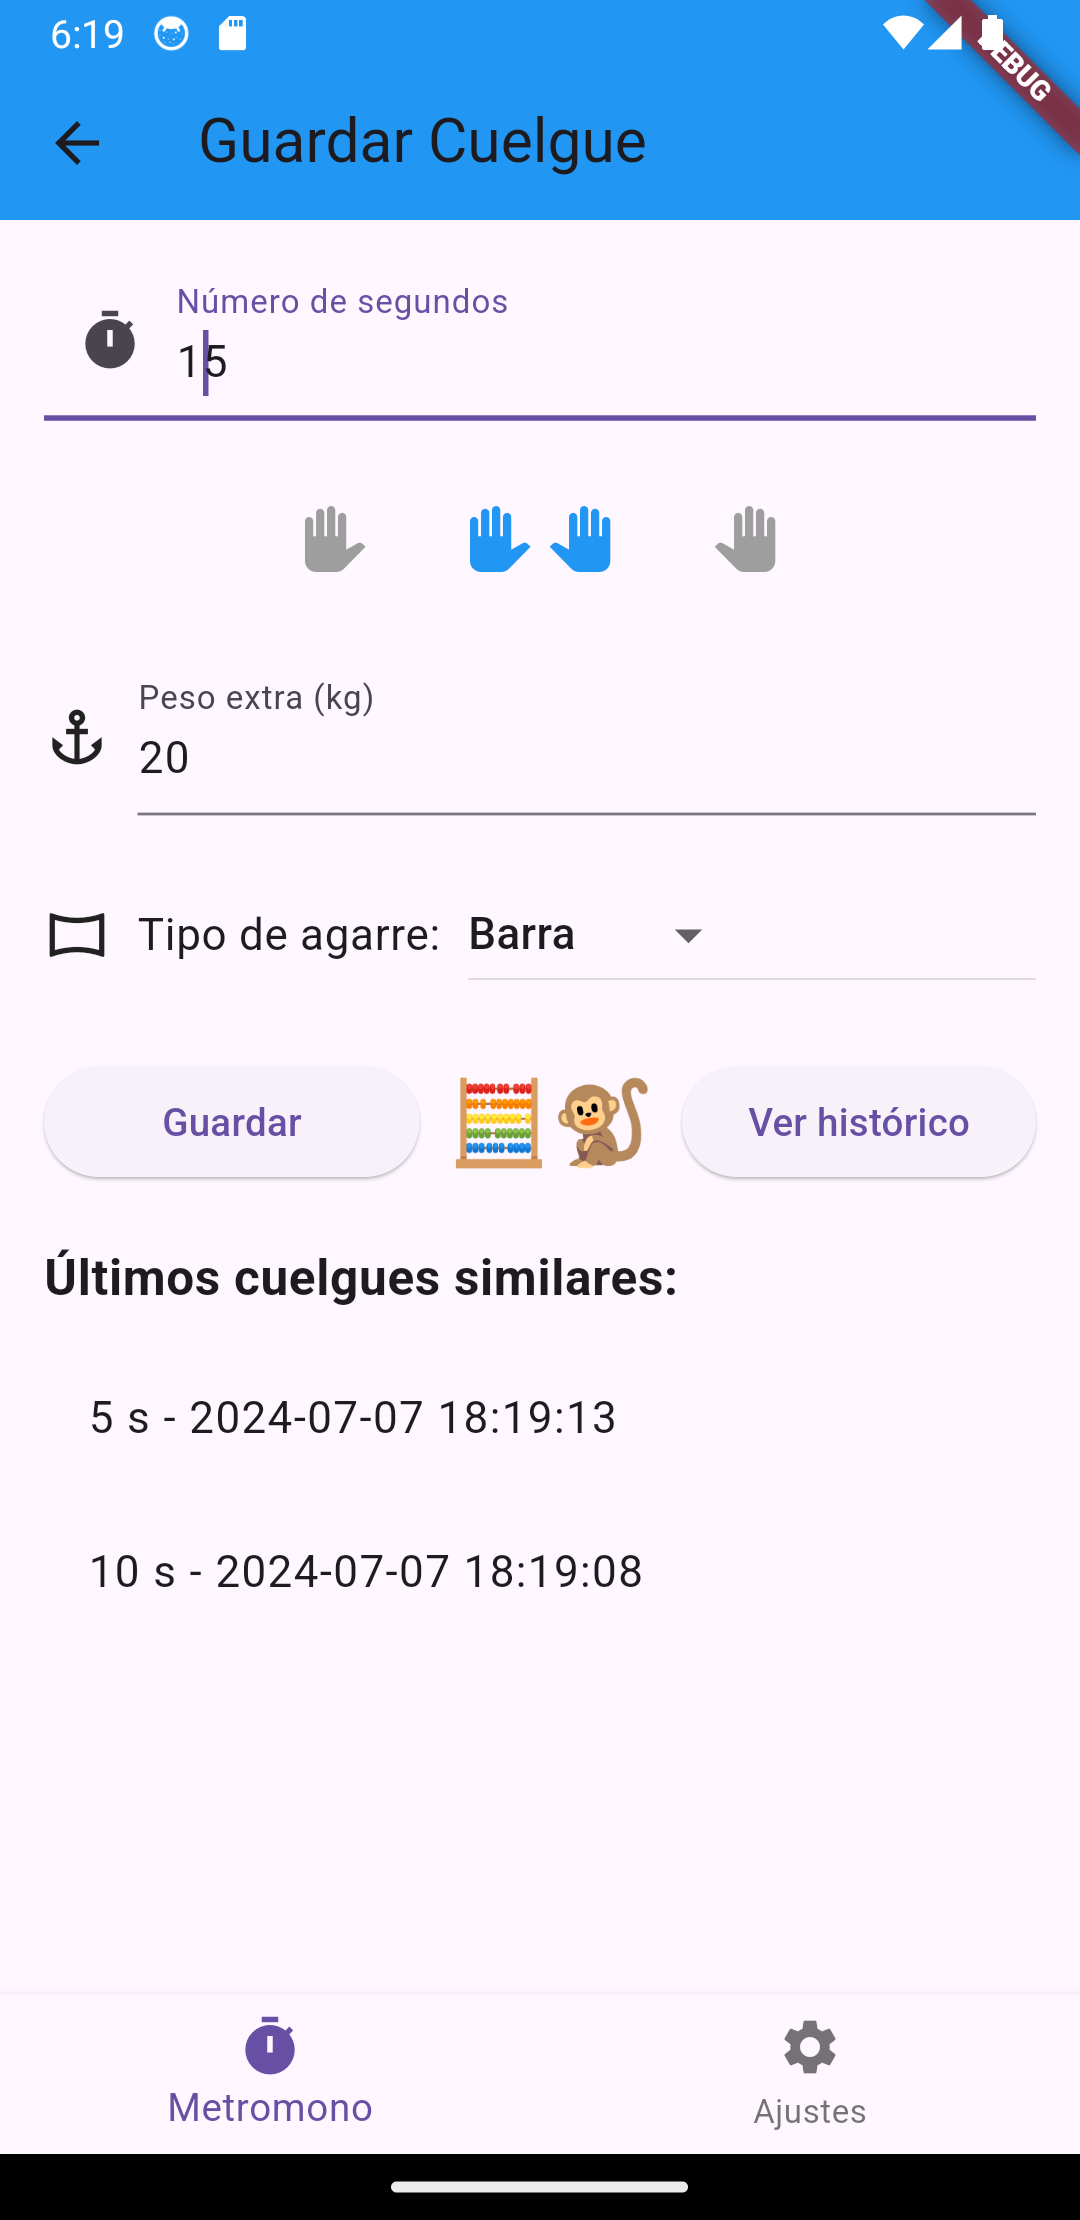 6:19
EBUG
Guardar Cuelgue
Número de segundos
15
Peso extra (kg)
20
Tipo de agarre: Barra
Guardar
Ver histórico
Últimos cuelgues similares:
5 s - 2024-07-07 18:19:13
10 s - 2024-07-07 18:19:08
Metromono
Ajustes